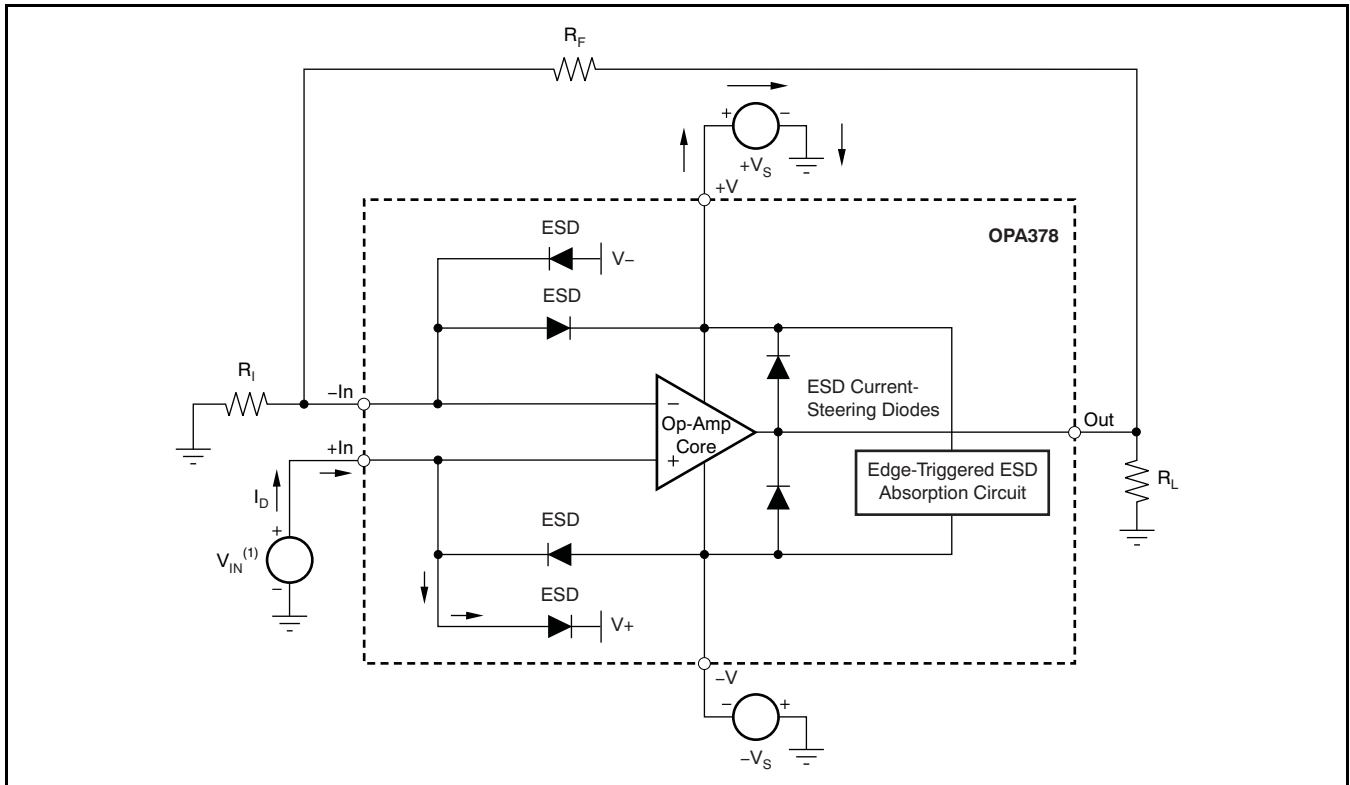 R_F
+ −
+V_S
+V
OPA378
ESD
V−
ESD
R_I
−In
−
Op-Amp
Core
+
ESD Current-
Steering Diodes
Out
+In
Edge-Triggered ESD
Absorption Circuit
R_L
I_D
+
V_IN^(1)
−
ESD
ESD
V+
−V
− +
−V_S